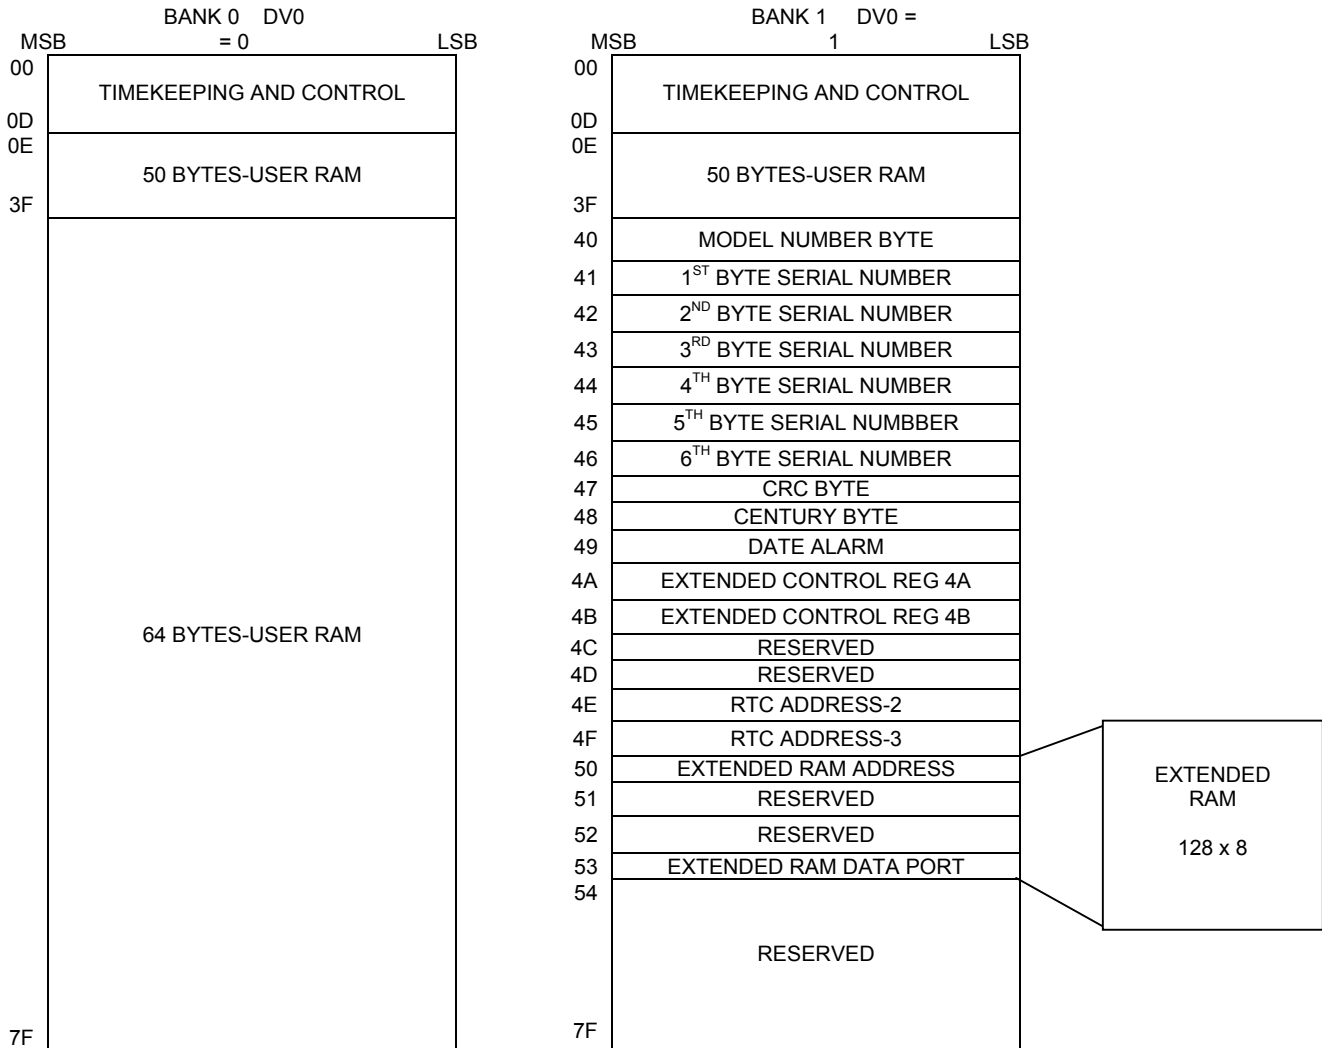 BANK 0 DV0
MSB = 0 LSB
00
TIMEKEEPING AND CONTROL
0D
0E
50 BYTES-USER RAM
3F
64 BYTES-USER RAM
7F
BANK 1 DV0 =
MSB 1 LSB
00
TIMEKEEPING AND CONTROL
0D
0E
50 BYTES-USER RAM
3F
40 MODEL NUMBER BYTE
41 1ST BYTE SERIAL NUMBER
42 2ND BYTE SERIAL NUMBER
43 3RD BYTE SERIAL NUMBER
44 4TH BYTE SERIAL NUMBER
45 5TH BYTE SERIAL NUMBBER
46 6TH BYTE SERIAL NUMBER
47 CRC BYTE
48 CENTURY BYTE
49 DATE ALARM
4A EXTENDED CONTROL REG 4A
4B EXTENDED CONTROL REG 4B
4C RESERVED
4D RESERVED
4E RTC ADDRESS-2
4F RTC ADDRESS-3
50 EXTENDED RAM ADDRESS
51 RESERVED
52 RESERVED
53 EXTENDED RAM DATA PORT
54
RESERVED
7F
EXTENDED
RAM
128 x 8